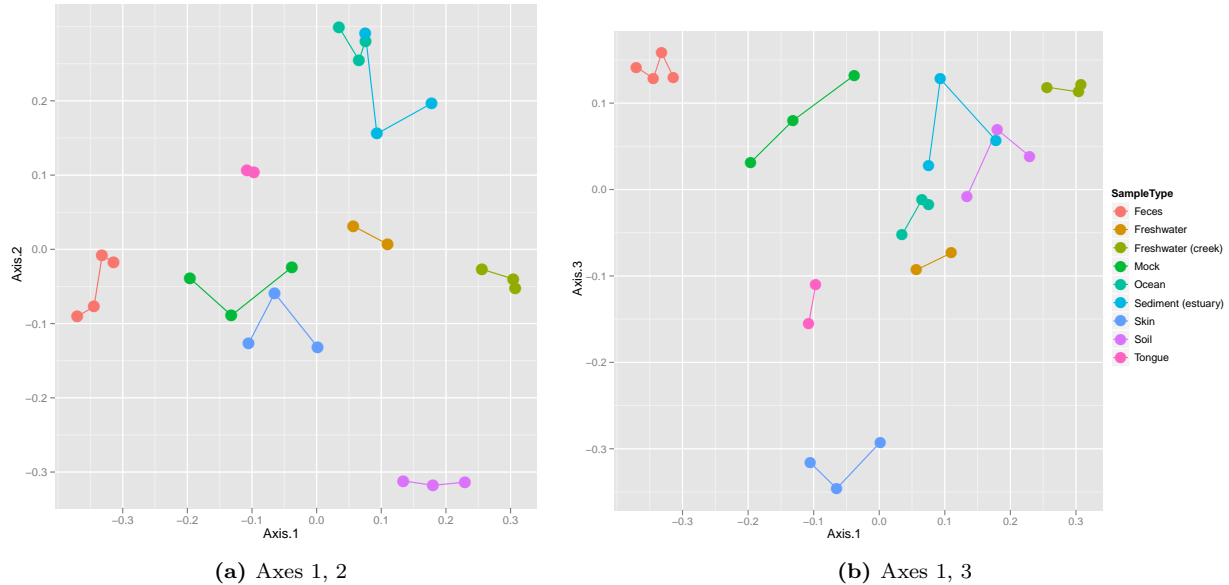 0.2
0.1
0.0
−0.1
−0.2
−0.3
Axis.2
−0.3 −0.2 −0.1 0.0 0.1 0.2 0.3
Axis.1
(a) Axes 1, 2
0.1
0.0
−0.1
−0.2
−0.3
Axis.3
−0.3 −0.2 −0.1 0.0 0.1 0.2 0.3
Axis.1
(b) Axes 1, 3
SampleType
Feces
Freshwater
Freshwater (creek)
Mock
Ocean
Sediment (estuary)
Skin
Soil
Tongue